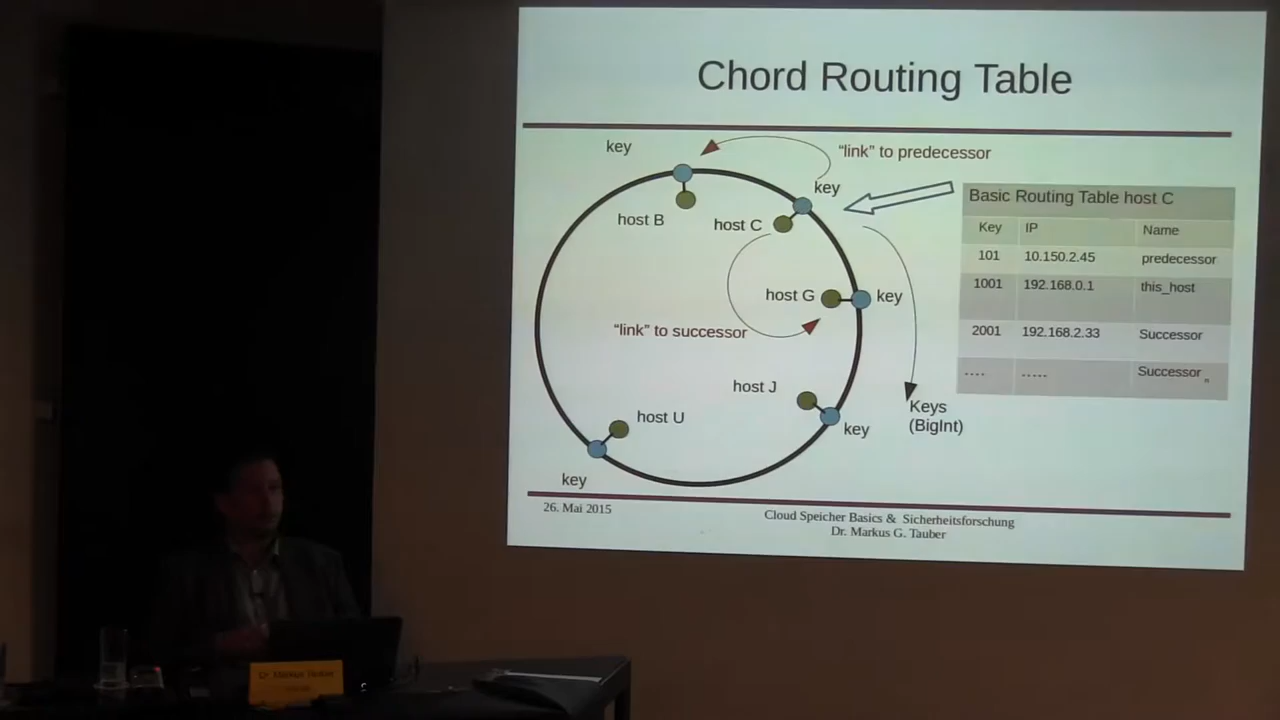 Chord Routing Table
key
“link” to predecessor
key
host B
host C
Basic Routing Table host C
Key IP Name
101 10.150.2.45 predecessor
1001 192.168.0.1 this_host
2001 192.168.2.33 Successor
.... ..... Successor n
host G
key
“link” to successor
host J
key
Keys
(BigInt)
host U
key
26. Mai 2015
Cloud Speicher Basics & Sicherheitsforschung
Dr. Markus G. Tauber
Dr. Markus Tauber